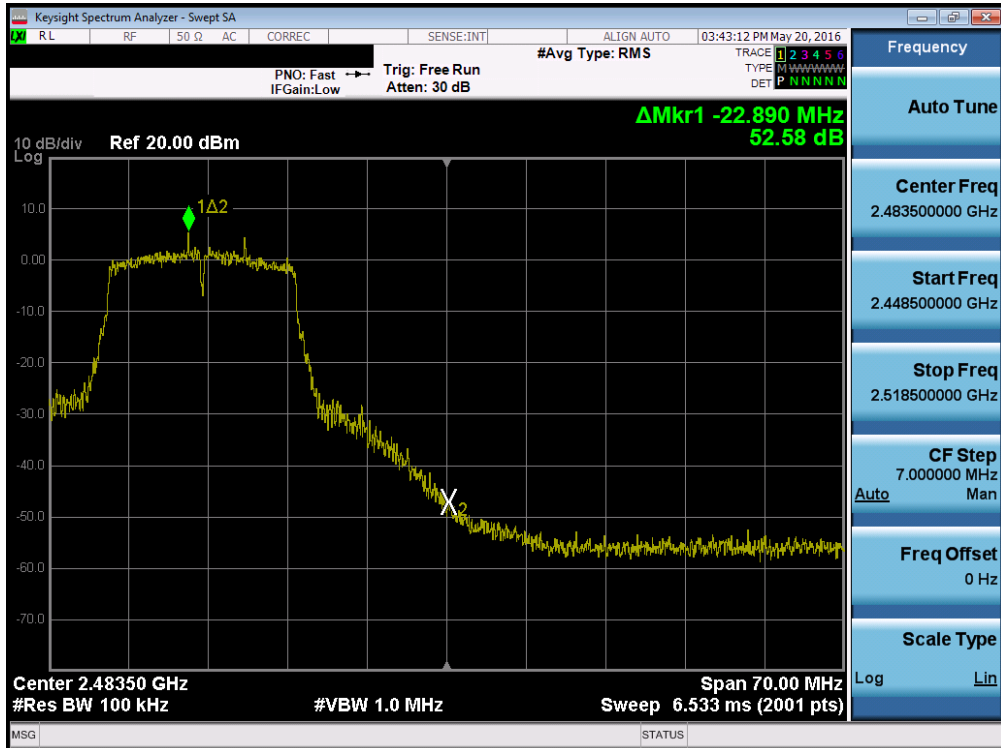 Keysight Spectrum Analyzer - Swept SA
LXI RL RF 50 Ω AC CORREC SENSE:INT ALIGN AUTO 03:43:12 PM May 20, 2016
PNO: Fast Trig: Free Run #Avg Type: RMS TRACE 1 2 3 4 5 6
IFGain:Low Atten: 30 dB TYPE M WWWWW
DET P N N N N N
ΔMkr1 -22.890 MHz
52.58 dB
10 dB/div Ref 20.00 dBm
Log
10.0
1Δ2
0.00
-10.0
-20.0
-30.0
-40.0
-50.0
X2
-60.0
-70.0
Center 2.48350 GHz Span 70.00 MHz
#Res BW 100 kHz #VBW 1.0 MHz Sweep 6.533 ms (2001 pts)
MSG STATUS
Frequency
Auto Tune
Center Freq
2.483500000 GHz
Start Freq
2.448500000 GHz
Stop Freq
2.518500000 GHz
CF Step
7.000000 MHz
Auto Man
Freq Offset
0 Hz
Scale Type
Log Lin